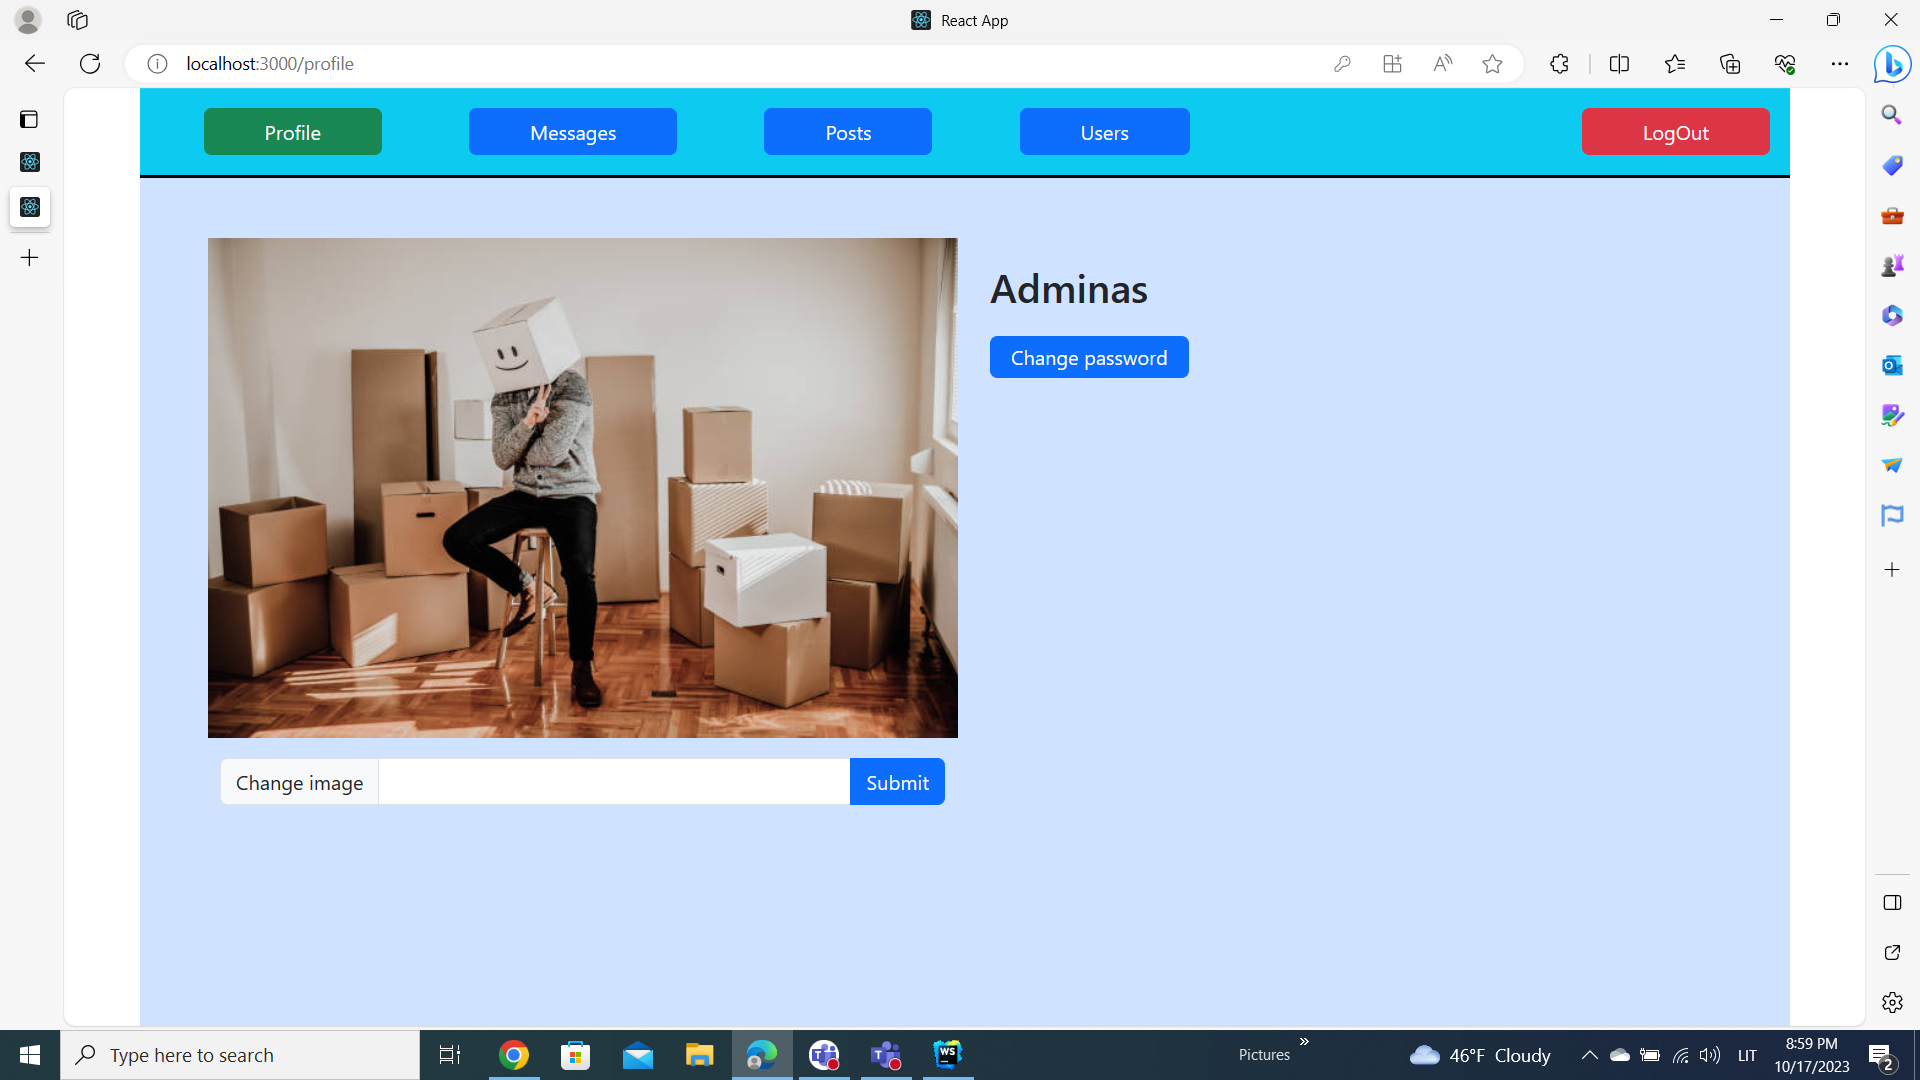 React App
localhost:3000/profile
Profile
Messages
Posts
Users
LogOut
Adminas
Change password
Change image
Submit
Type here to search
WS
Pictures
46°F Cloudy
LIT
8:59 PM
10/17/2023
2